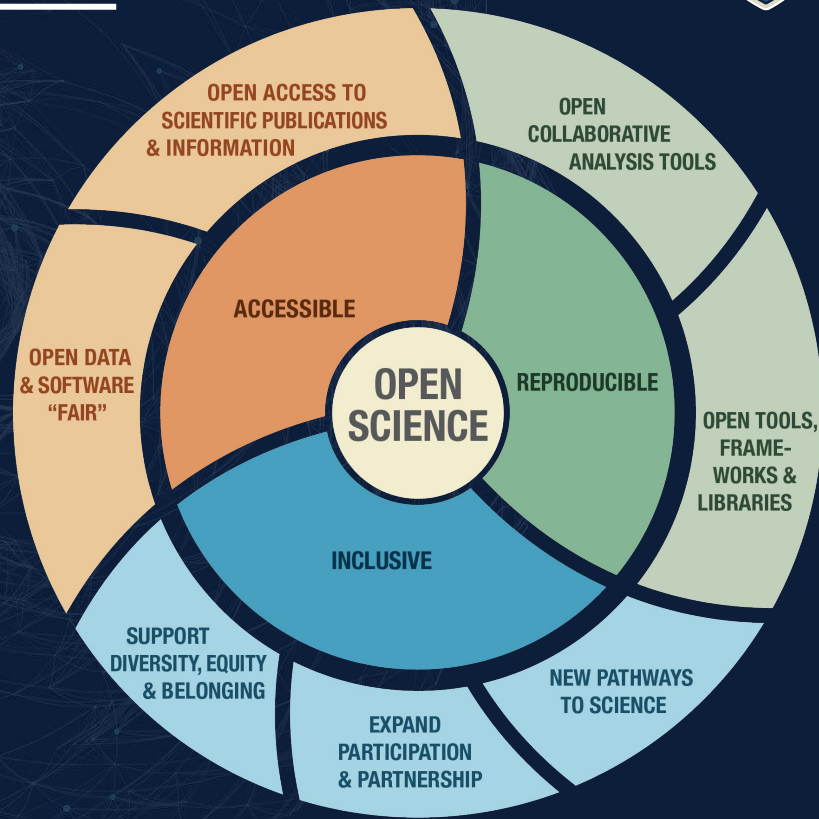 OPEN ACCESS TO
SCIENTIFIC PUBLICATIONS
& INFORMATION
OPEN
COLLABORATIVE
ANALYSIS TOOLS
ACCESSIBLE
OPEN DATA
& SOFTWARE
“FAIR”
OPEN
SCIENCE
REPRODUCIBLE
OPEN TOOLS,
FRAME-
WORKS &
LIBRARIES
INCLUSIVE
SUPPORT
DIVERSITY, EQUITY
& BELONGING
EXPAND
PARTICIPATION
& PARTNERSHIP
NEW PATHWAYS
TO SCIENCE